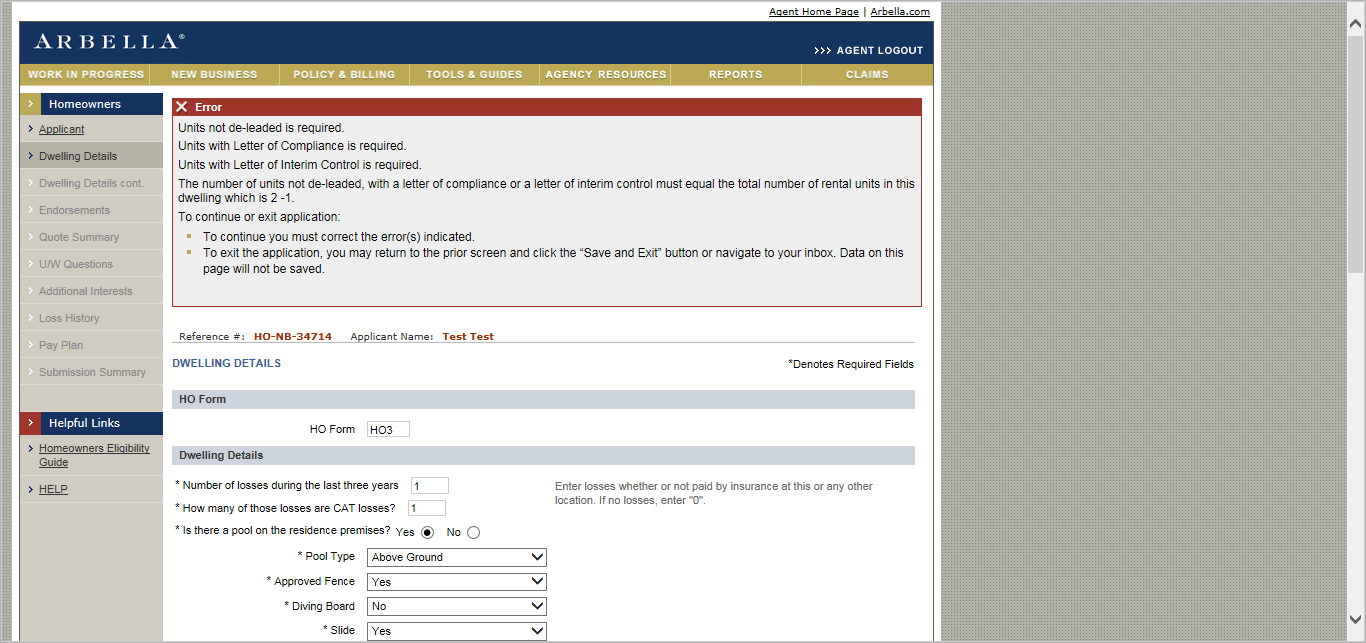 Agent Home Page | Arbella.com
ARBELLA®
>>> AGENT LOGOUT
WORK IN PROGRESS NEW BUSINESS POLICY & BILLING TOOLS & GUIDES AGENCY RESOURCES REPORTS CLAIMS
Homeowners
Applicant
Dwelling Details
Dwelling Details cont.
Endorsements
Quote Summary
U/W Questions
Additional Interests
Loss History
Pay Plan
Submission Summary
Helpful Links
Homeowners Eligibility
Guide
HELP
Error
Units not de-leaded is required.
Units with Letter of Compliance is required.
Units with Letter of Interim Control is required.
The number of units not de-leaded, with a letter of compliance or a letter of interim control must equal the total number of rental units in this
dwelling which is 2 -1.
To continue or exit application:
To continue you must correct the error(s) indicated.
To exit the application, you may return to the prior screen and click the “Save and Exit” button or navigate to your inbox. Data on this
page will not be saved.
Reference #: HO-NB-34714 Applicant Name: Test Test
DWELLING DETAILS *Denotes Required Fields
HO Form
HO Form HO3
Dwelling Details
* Number of losses during the last three years 1
Enter losses whether or not paid by insurance at this or any other
location. If no losses, enter "0".
* How many of those losses are CAT losses? 1
* Is there a pool on the residence premises? Yes No
* Pool Type Above Ground
* Approved Fence Yes
* Diving Board No
* Slide Yes